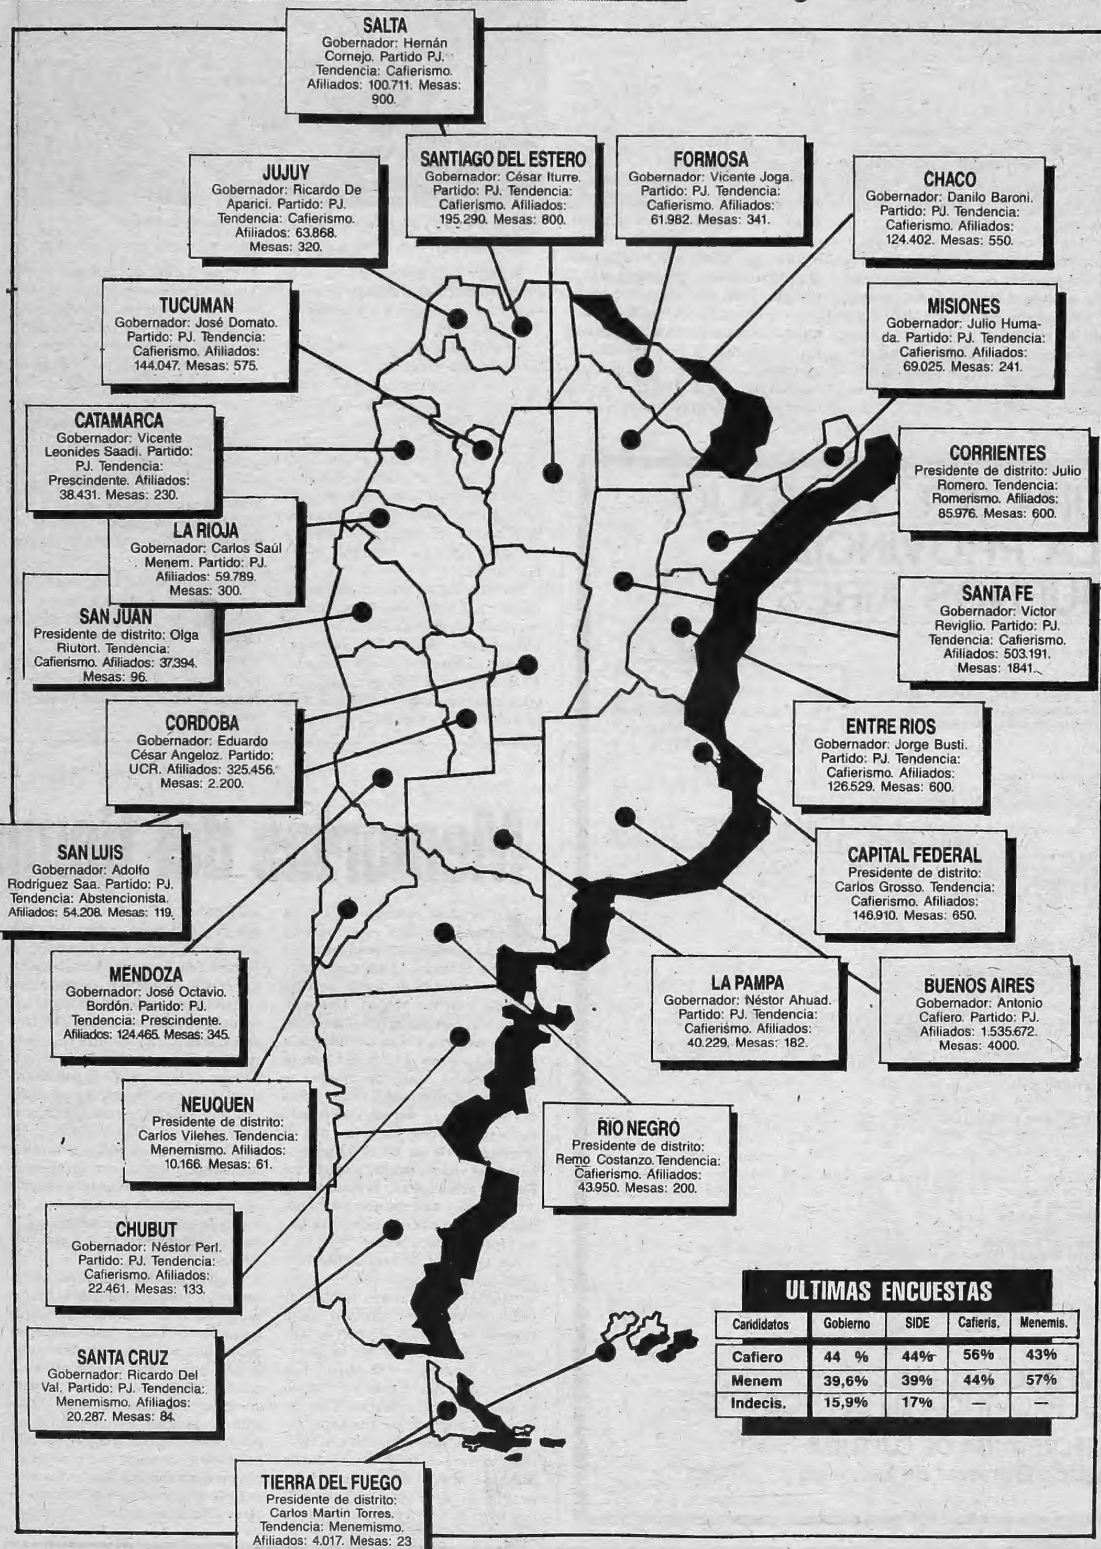 SALTA
Gobernador: Hernán
Cornejo. Partido PJ.
Tendencia: Cafierismo.
Afiliados: 100.711. Mesas:
900.
JUJUY
Gobernador: Ricardo De
Aparici. Partido: PJ.
Tendencia: Cafierismo.
Afiliados: 63.868.
Mesas: 320.
SANTIAGO DEL ESTERO
Gobernador: César Iturre.
Partido: PJ. Tendencia:
Cafierismo. Afiliados:
195.290. Mesas: 800.
FORMOSA
Gobernador: Vicente Joga.
Partido: PJ. Tendencia:
Cafierismo. Afiliados:
61.982. Mesas: 341.
CHACO
Gobernador: Danilo Baroni.
Partido: PJ. Tendencia:
Cafierismo. Afiliados:
124.402. Mesas: 550.
TUCUMAN
Gobernador: José Domato.
Partido: PJ. Tendencia:
Cafierismo. Afiliados:
144.047. Mesas: 575.
MISIONES
Gobernador: Julio Huma-
da. Partido: PJ. Tendencia:
Cafierismo. Afiliados:
69.025. Mesas: 241.
CATAMARCA
Gobernador: Vicente
Leonides Saadi. Partido:
PJ. Tendencia:
Prescindente. Afiliados:
38.431. Mesas: 230.
CORRIENTES
Presidente de distrito: Julio
Romero. Tendencia:
Romerismo. Afiliados:
85.976. Mesas: 600.
LA RIOJA
Gobernador: Carlos Saúl
Menem. Partido: PJ.
Afiliados: 59.789.
Mesas: 300.
SAN JUAN
Presidente de distrito: Olga
Riutort. Tendencia:
Cafierismo. Afiliados: 37.394.
Mesas: 96.
SANTA FE
Gobernador: Víctor
Reviglio. Partido: PJ.
Tendencia: Cafierismo.
Afiliados: 503.191.
Mesas: 1841.
CORDOBA
Gobernador: Eduardo
César Angeloz. Partido:
UCR. Afiliados: 325.456.
Mesas: 2.200.
ENTRE RIOS
Gobernador: Jorge Busti.
Partido: PJ. Tendencia:
Cafierismo. Afiliados:
126.529. Mesas: 600.
SAN LUIS
Gobernador: Adolfo
Rodríguez Saa. Partido: PJ.
Tendencia: Abstencionista.
Afiliados: 54.208. Mesas: 119.
CAPITAL FEDERAL
Presidente de distrito:
Carlos Grosso. Tendencia:
Cafierismo. Afiliados:
146.910. Mesas: 650.
MENDOZA
Gobernador: José Octavio.
Bordón. Partido: PJ.
Tendencia: Prescindente.
Afiliados: 124.465. Mesas: 345.
LA PAMPA
Gobernador: Néstor Ahuad.
Partido: PJ. Tendencia:
Cafierismo. Afiliados:
40.229. Mesas: 182.
BUENOS AIRES
Gobernador: Antonio
Cafiero. Partido: PJ.
Afiliados: 1.535.672.
Mesas: 4000.
NEUQUEN
Presidente de distrito:
Carlos Vilehes. Tendencia:
Menemismo. Afiliados:
10.166. Mesas: 61.
RIO NEGRO
Presidente de distrito:
Remo Costanzo. Tendencia:
Cafierismo. Afiliados:
43.950. Mesas: 200.
CHUBUT
Gobernador: Néstor Perl.
Partido: PJ. Tendencia:
Cafierismo. Afiliados:
22.461. Mesas: 133.
SANTA CRUZ
Gobernador: Ricardo Del
Val. Partido: PJ. Tendencia:
Menemismo. Afiliados:
20.287. Mesas: 84.
TIERRA DEL FUEGO
Presidente de distrito:
Carlos Martín Torres.
Tendencia: Menemismo.
Afiliados: 4.017. Mesas: 23
ULTIMAS ENCUESTAS
Candidatos Gobierno SIDE Cafieris. Menemis.
Cafiero 44 % 44% 56% 43%
Menem 39,6% 39% 44% 57%
Indecis. 15,9% 17% — —